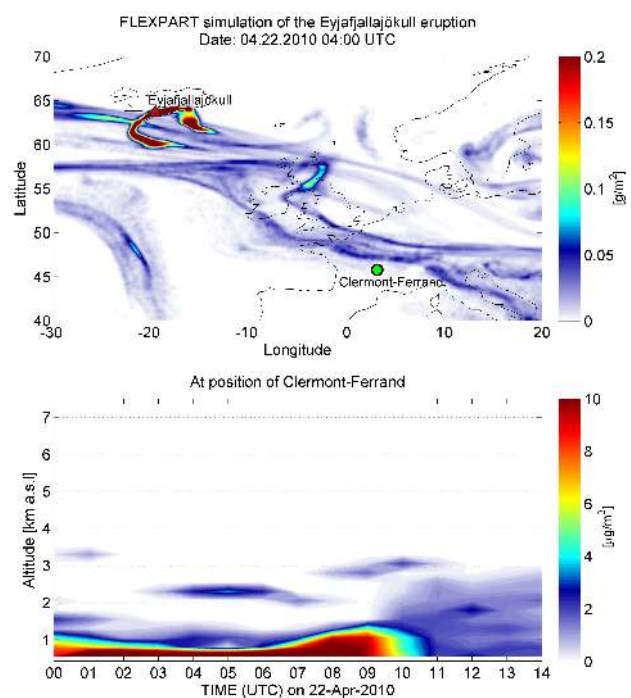 FLEXPART simulation of the Eyjafjallajökull eruption
Date: 04.22.2010 04:00 UTC
70
65
60
55
50
45
40
Latitude
Eyjafjallajökull
Clermont-Ferrand
-30 -20 -10 0 10 20
Longitude
0.2
0.15
0.1
0.05
0
[g/m²]
At position of Clermont-Ferrand
7
6
5
4
3
2
1
Altitude [km a.s.l]
00 01 02 03 04 05 06 07 08 09 10 11 12 13 14
TIME (UTC) on 22-Apr-2010
10
8
6
4
2
0
[µg/m²]